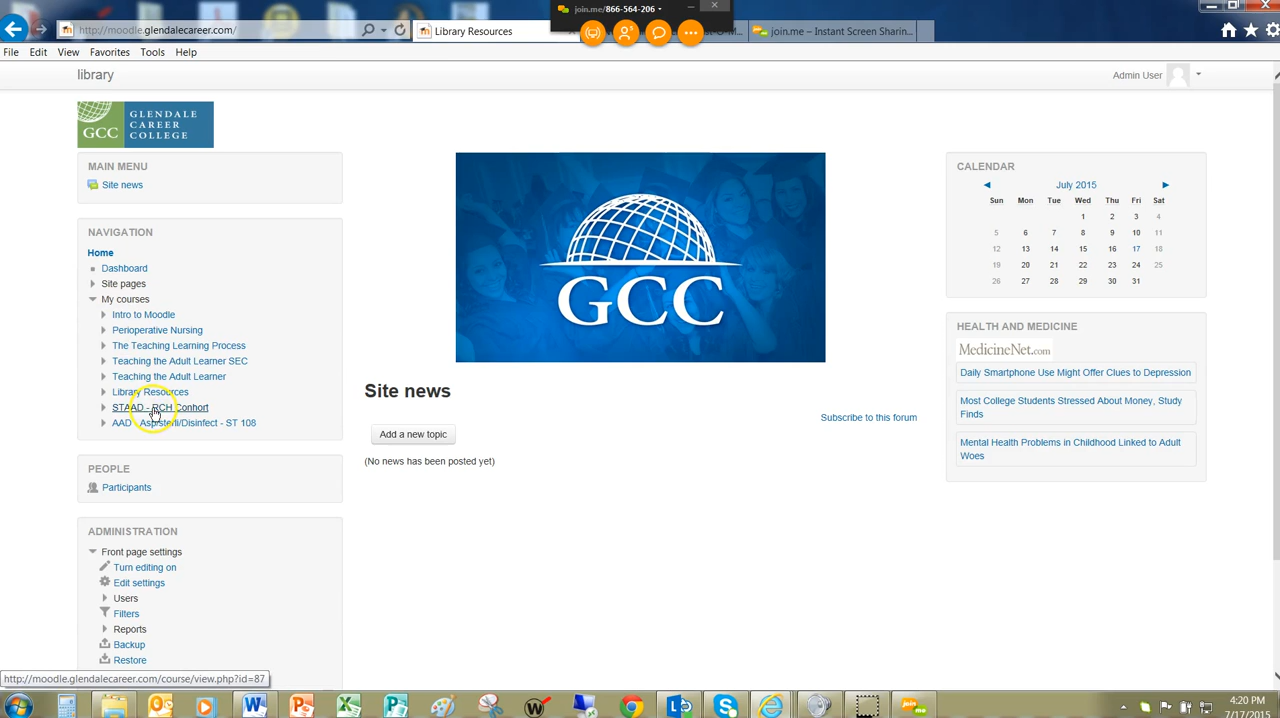 join.me/866-564-206
http://moodle.glendalecareer.com/
Library Resources
join.me – Instant Screen Sharin...
File Edit View Favorites Tools Help
library
Admin User
GCC
GLENDALE
CAREER
COLLEGE
MAIN MENU
Site news
NAVIGATION
Home
Dashboard
Site pages
My courses
Intro to Moodle
Perioperative Nursing
The Teaching Learning Process
Teaching the Adult Learner SEC
Teaching the Adult Learner
Library Resources
STAAD - RCH Conhort
AAD - Asp/Steril/Disinfect - ST 108
PEOPLE
Participants
ADMINISTRATION
Front page settings
Turn editing on
Edit settings
Users
Filters
Reports
Backup
Restore
GCC
Site news
Subscribe to this forum
Add a new topic
(No news has been posted yet)
CALENDAR
July 2015
Sun Mon Tue Wed Thu Fri Sat
1 2 3 4
5 6 7 8 9 10 11
12 13 14 15 16 17 18
19 20 21 22 23 24 25
26 27 28 29 30 31
HEALTH AND MEDICINE
MedicineNet.com
Daily Smartphone Use Might Offer Clues to Depression
Most College Students Stressed About Money, Study
Finds
Mental Health Problems in Childhood Linked to Adult
Woes
http://moodle.glendalecareer.com/course/view.php?id=87
4:20 PM
7/17/2015